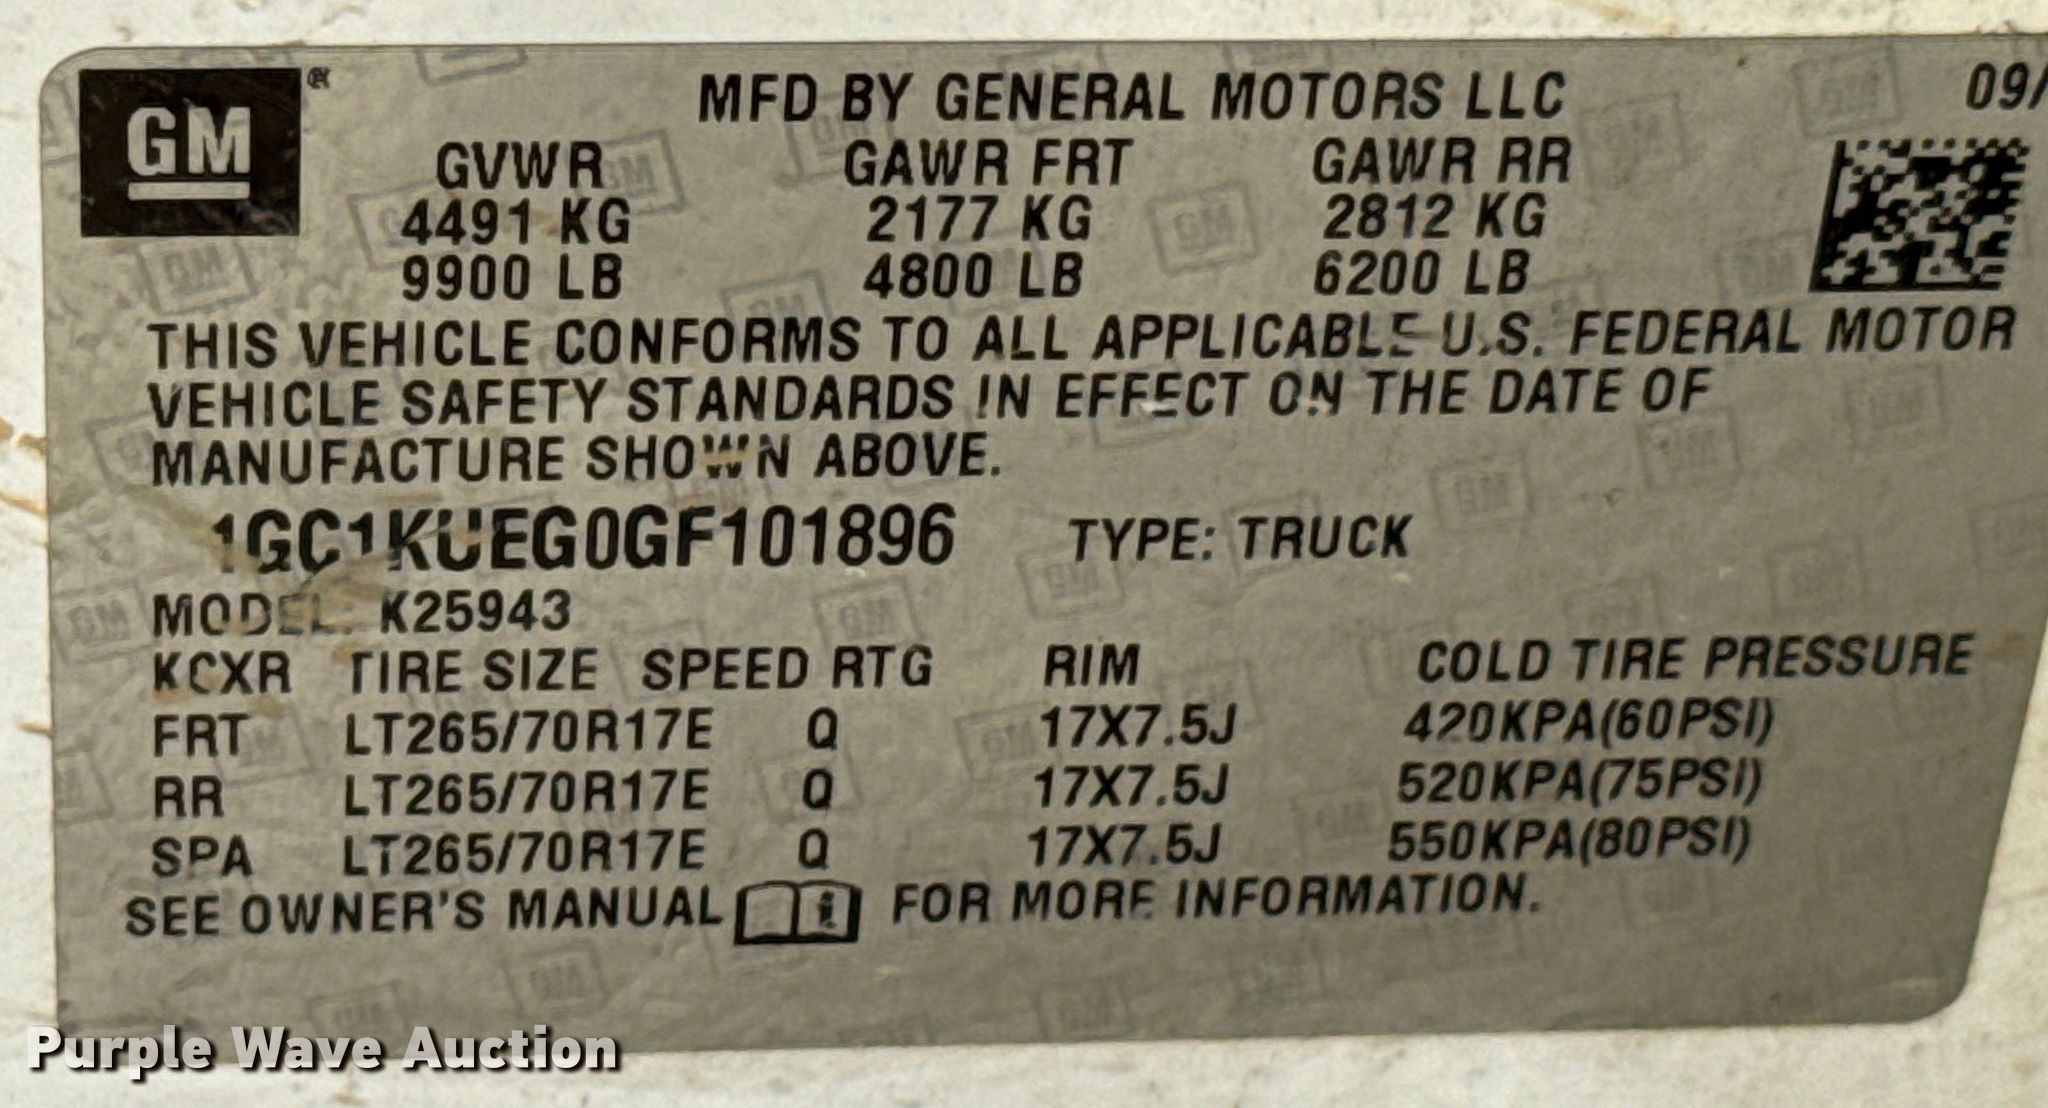 GM®
MFD BY GENERAL MOTORS LLC 09/
GVWR GAWR FRT GAWR RR
4491 KG 2177 KG 2812 KG
9900 LB 4800 LB 6200 LB
THIS VEHICLE CONFORMS TO ALL APPLICABLE U.S. FEDERAL MOTOR
VEHICLE SAFETY STANDARDS IN EFFECT ON THE DATE OF
MANUFACTURE SHOWN ABOVE.
1GC1KUEG0GF101896 TYPE: TRUCK
MODEL: K25943
KCXR TIRE SIZE SPEED RTG RIM COLD TIRE PRESSURE
FRT LT265/70R17E Q 17X7.5J 420KPA(60PSI)
RR LT265/70R17E Q 17X7.5J 520KPA(75PSI)
SPA LT265/70R17E Q 17X7.5J 550KPA(80PSI)
SEE OWNER'S MANUAL i FOR MORE INFORMATION.
Purple Wave Auction